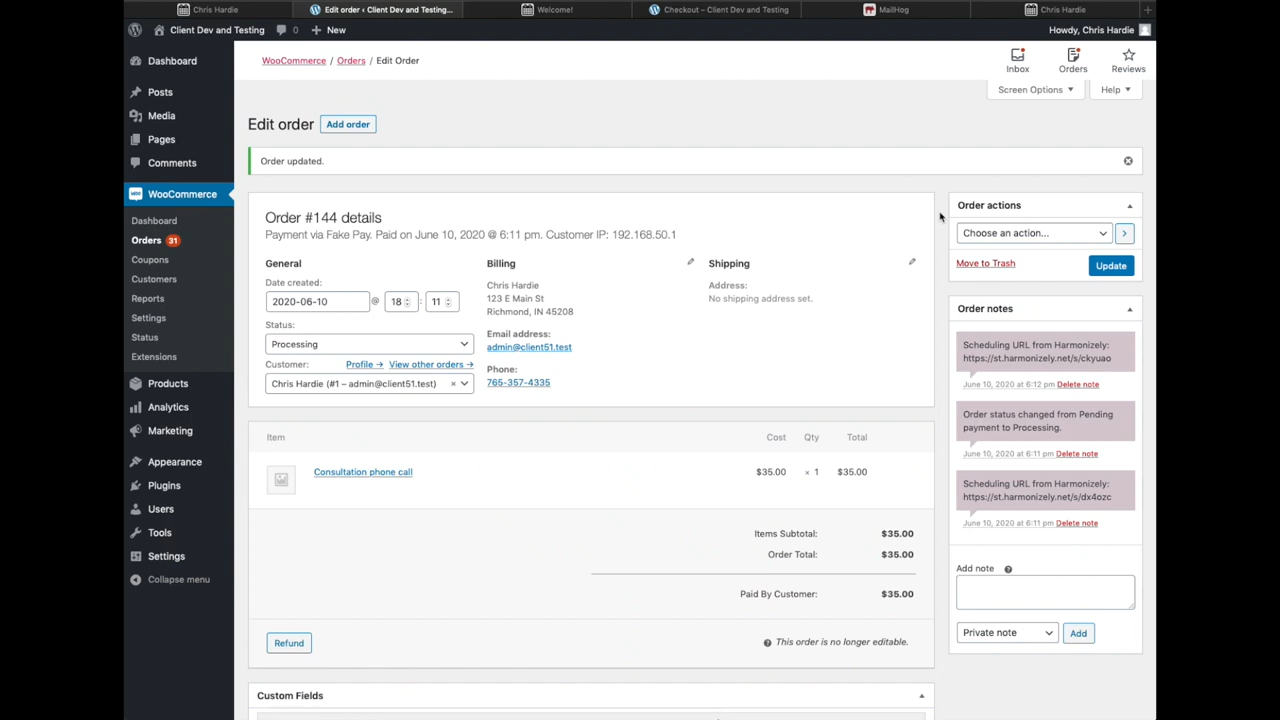 Chris Hardie
Edit order ‹ Client Dev and Testing...
Welcome!
Checkout – Client Dev and Testing
MailHog
Chris Hardie
Client Dev and Testing
0
New
Howdy, Chris Hardie
Dashboard
Posts
Media
Pages
Comments
WooCommerce
Dashboard
Orders 31
Coupons
Customers
Reports
Settings
Status
Extensions
Products
Analytics
Marketing
Appearance
Plugins
Users
Tools
Settings
Collapse menu
WooCommerce / Orders / Edit Order
Inbox
Orders
Reviews
Screen Options
Help
Edit order
Add order
Order updated.
Order #144 details
Payment via Fake Pay. Paid on June 10, 2020 @ 6:11 pm. Customer IP: 192.168.50.1
General
Date created:
2020-06-10 @ 18 : 11
Status:
Processing
Customer:
Profile →
View other orders →
Chris Hardie (#1 – admin@client51.test) ×
Billing
Chris Hardie
123 E Main St
Richmond, IN 45208
Email address:
admin@client51.test
Phone:
765-357-4335
Shipping
Address:
No shipping address set.
Item
Cost
Qty
Total
Consultation phone call
$35.00
× 1
$35.00
Items Subtotal: $35.00
Order Total: $35.00
Paid By Customer: $35.00
Refund
This order is no longer editable.
Custom Fields
Order actions
Choose an action...
Move to Trash
Update
Order notes
Scheduling URL from Harmonizely:
https://st.harmonizely.net/s/ckyuao
June 10, 2020 at 6:12 pm Delete note
Order status changed from Pending
payment to Processing.
June 10, 2020 at 6:11 pm Delete note
Scheduling URL from Harmonizely:
https://st.harmonizely.net/s/dx4ozc
June 10, 2020 at 6:11 pm Delete note
Add note
Private note
Add